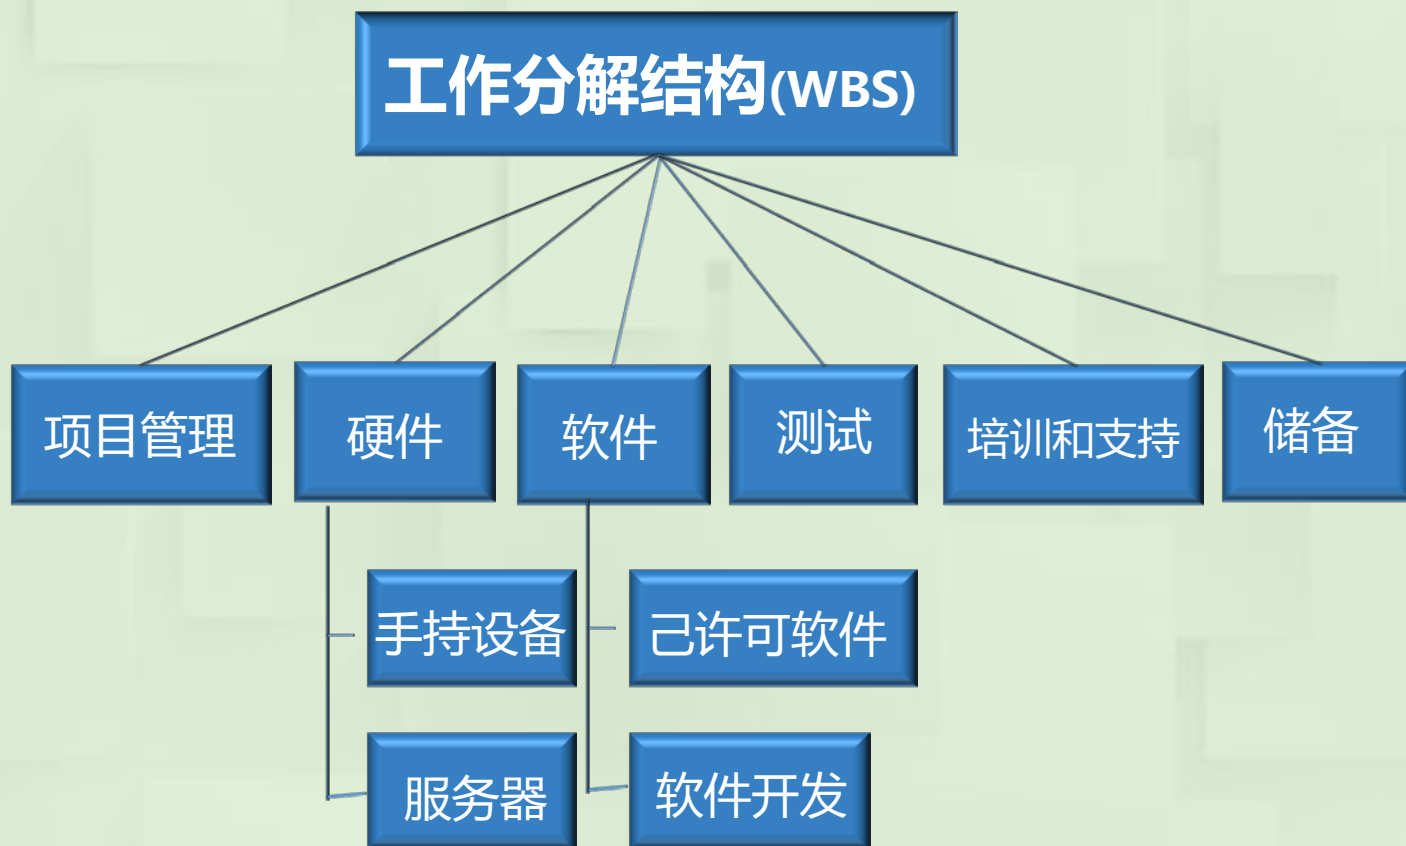 工作分解结构(WBS)
项目管理
硬件
软件
测试
培训和支持
储备
手持设备
己许可软件
服务器
软件开发